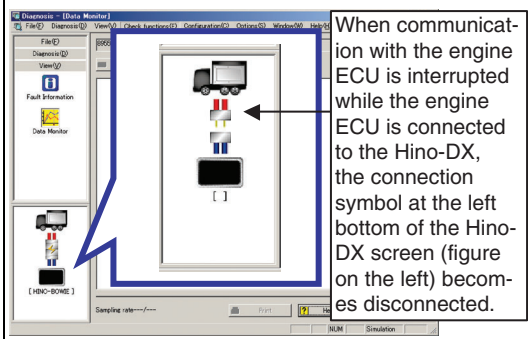 Diagnosis - [Data Monitor]
File(F) Diagnosis(D) View(V) Check functions(F) Configuration(C) Options(S) Window(W) Help(H)
File(F)
Diagnosis(D)
View(V)
Fault Information
Data Monitor
[ HINO-BOWIE ]
[ ]
Sampling rate---/---
Print
NUM
Simulation
When communicat-
ion with the engine
ECU is interrupted
while the engine
ECU is connected
to the Hino-DX,
the connection
symbol at the left
bottom of the Hino-
DX screen (figure
on the left) becom-
es disconnected.